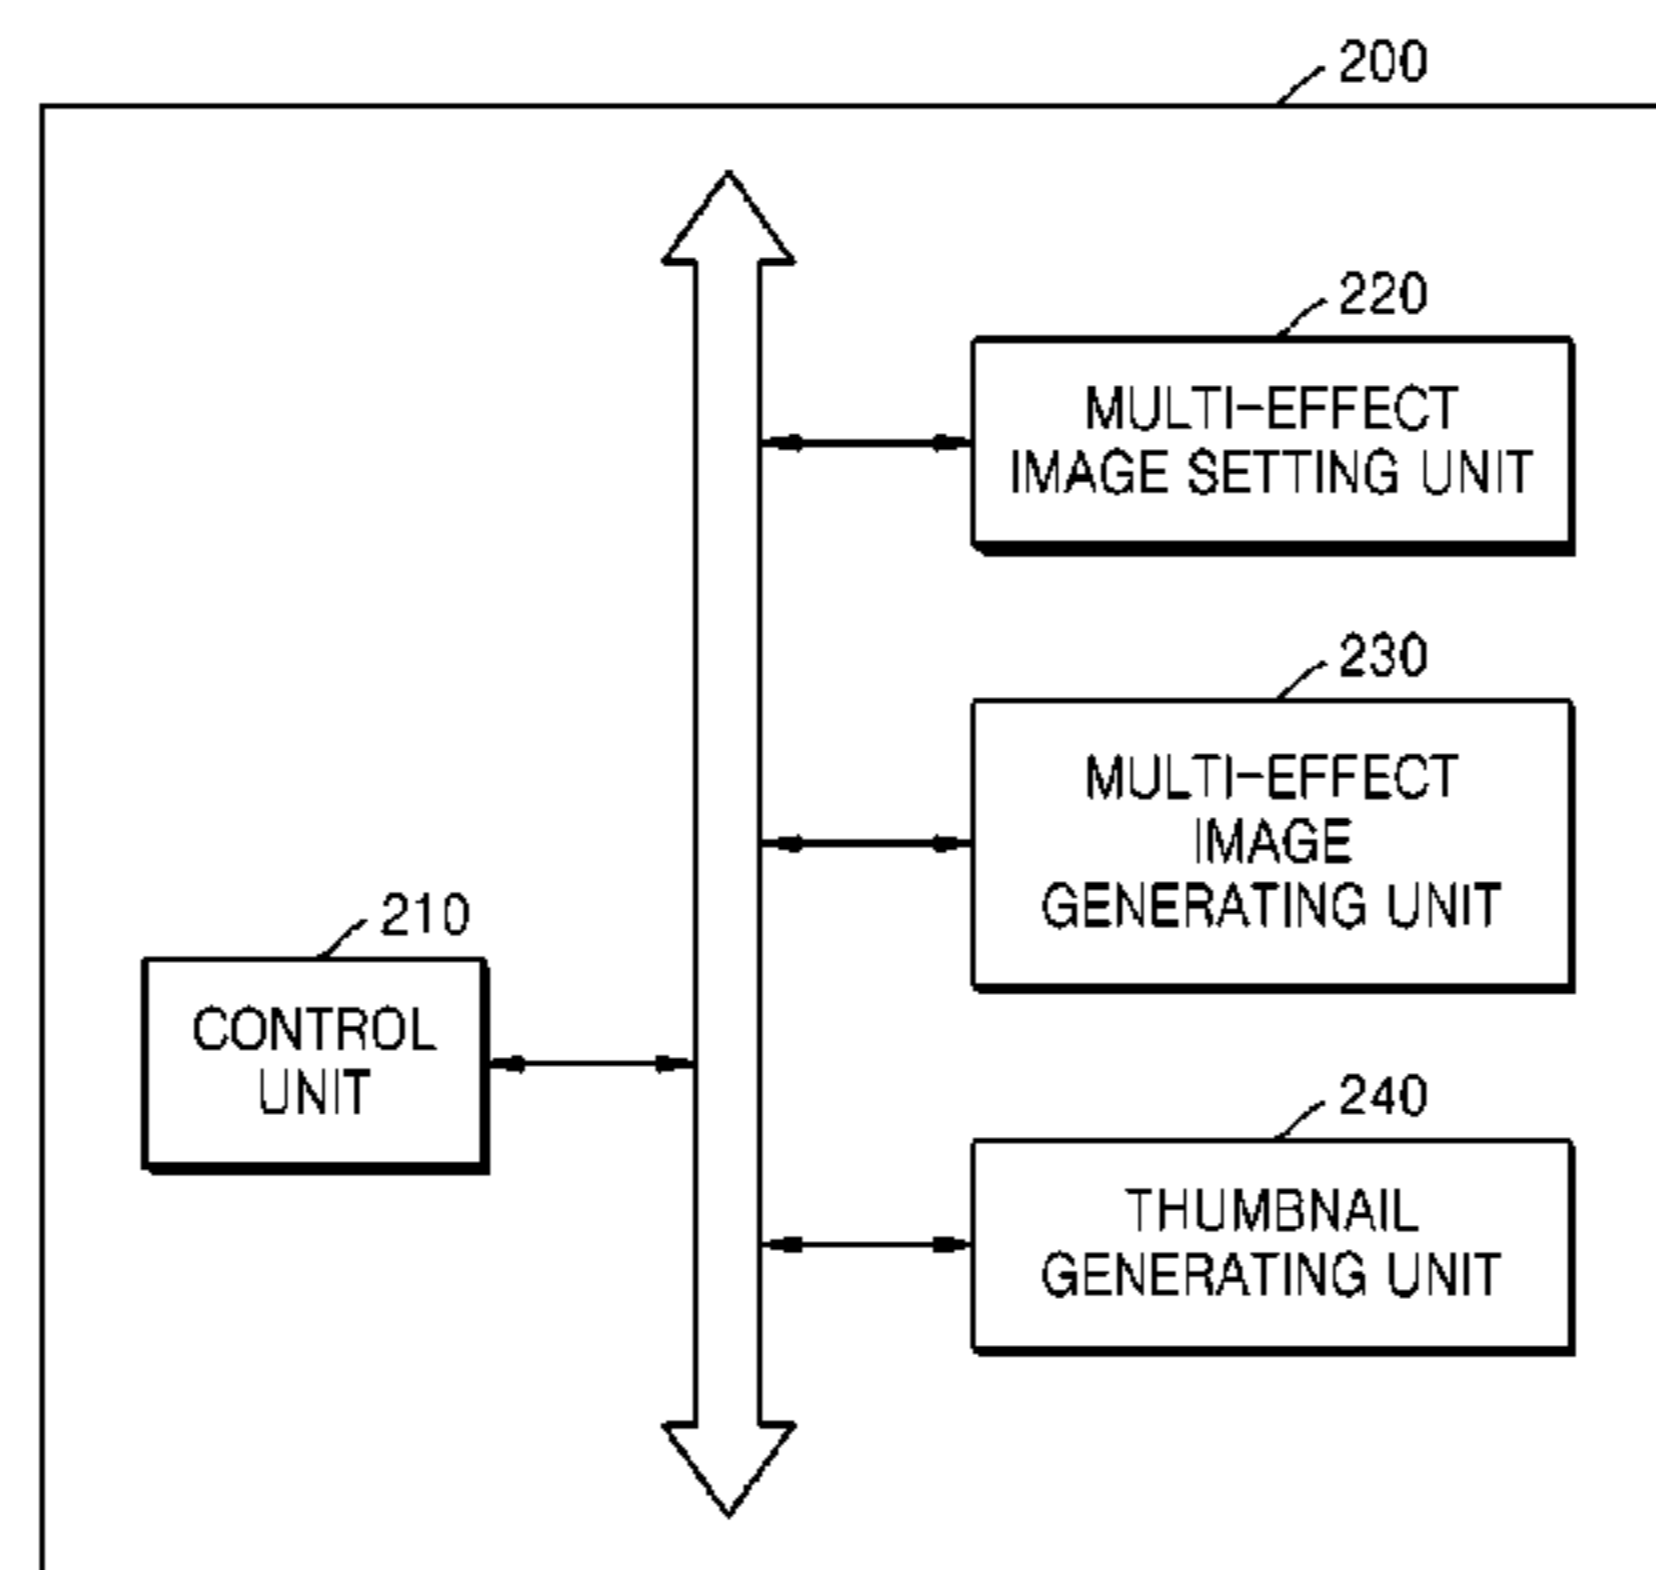 200
220
MULTI-EFFECT
IMAGE SETTING UNIT
230
MULTI-EFFECT
IMAGE
GENERATING UNIT
210
CONTROL
UNIT
240
THUMBNAIL
GENERATING UNIT